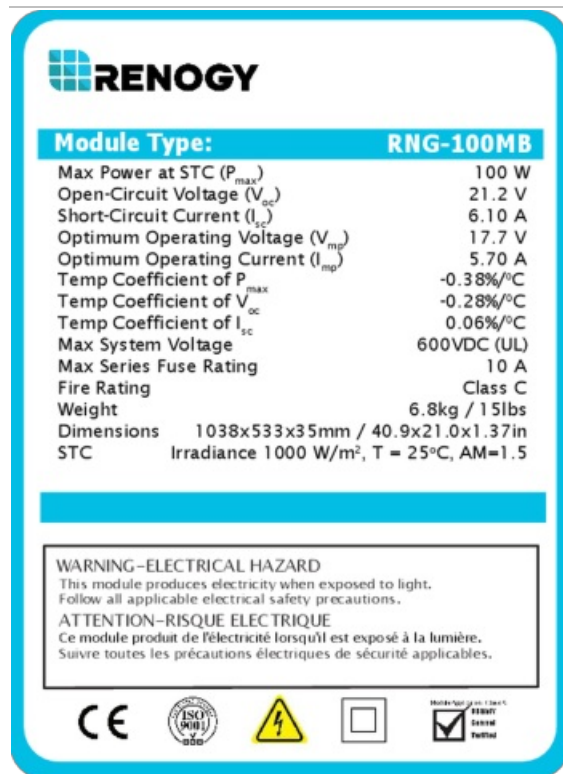 RENOGY
Module Type: RNG-100MB
Max Power at STC (Pmax) 100 W
Open-Circuit Voltage (Voc) 21.2 V
Short-Circuit Current (Isc) 6.10 A
Optimum Operating Voltage (Vmp) 17.7 V
Optimum Operating Current (Imp) 5.70 A
Temp Coefficient of Pmax -0.38%/ºC
Temp Coefficient of Voc -0.28%/ºC
Temp Coefficient of Isc 0.06%/ºC
Max System Voltage 600VDC (UL)
Max Series Fuse Rating 10 A
Fire Rating Class C
Weight 6.8kg / 15lbs
Dimensions 1038x533x35mm / 40.9x21.0x1.37in
STC Irradiance 1000 W/m², T = 25ºC, AM=1.5
WARNING-ELECTRICAL HAZARD
This module produces electricity when exposed to light.
Follow all applicable electrical safety precautions.
ATTENTION-RISQUE ELECTRIQUE
Ce module produit de l'électricité lorsqu'il est exposé à la lumière.
Suivre toutes les précautions électriques de sécurité applicables.
CE
ISO
9001